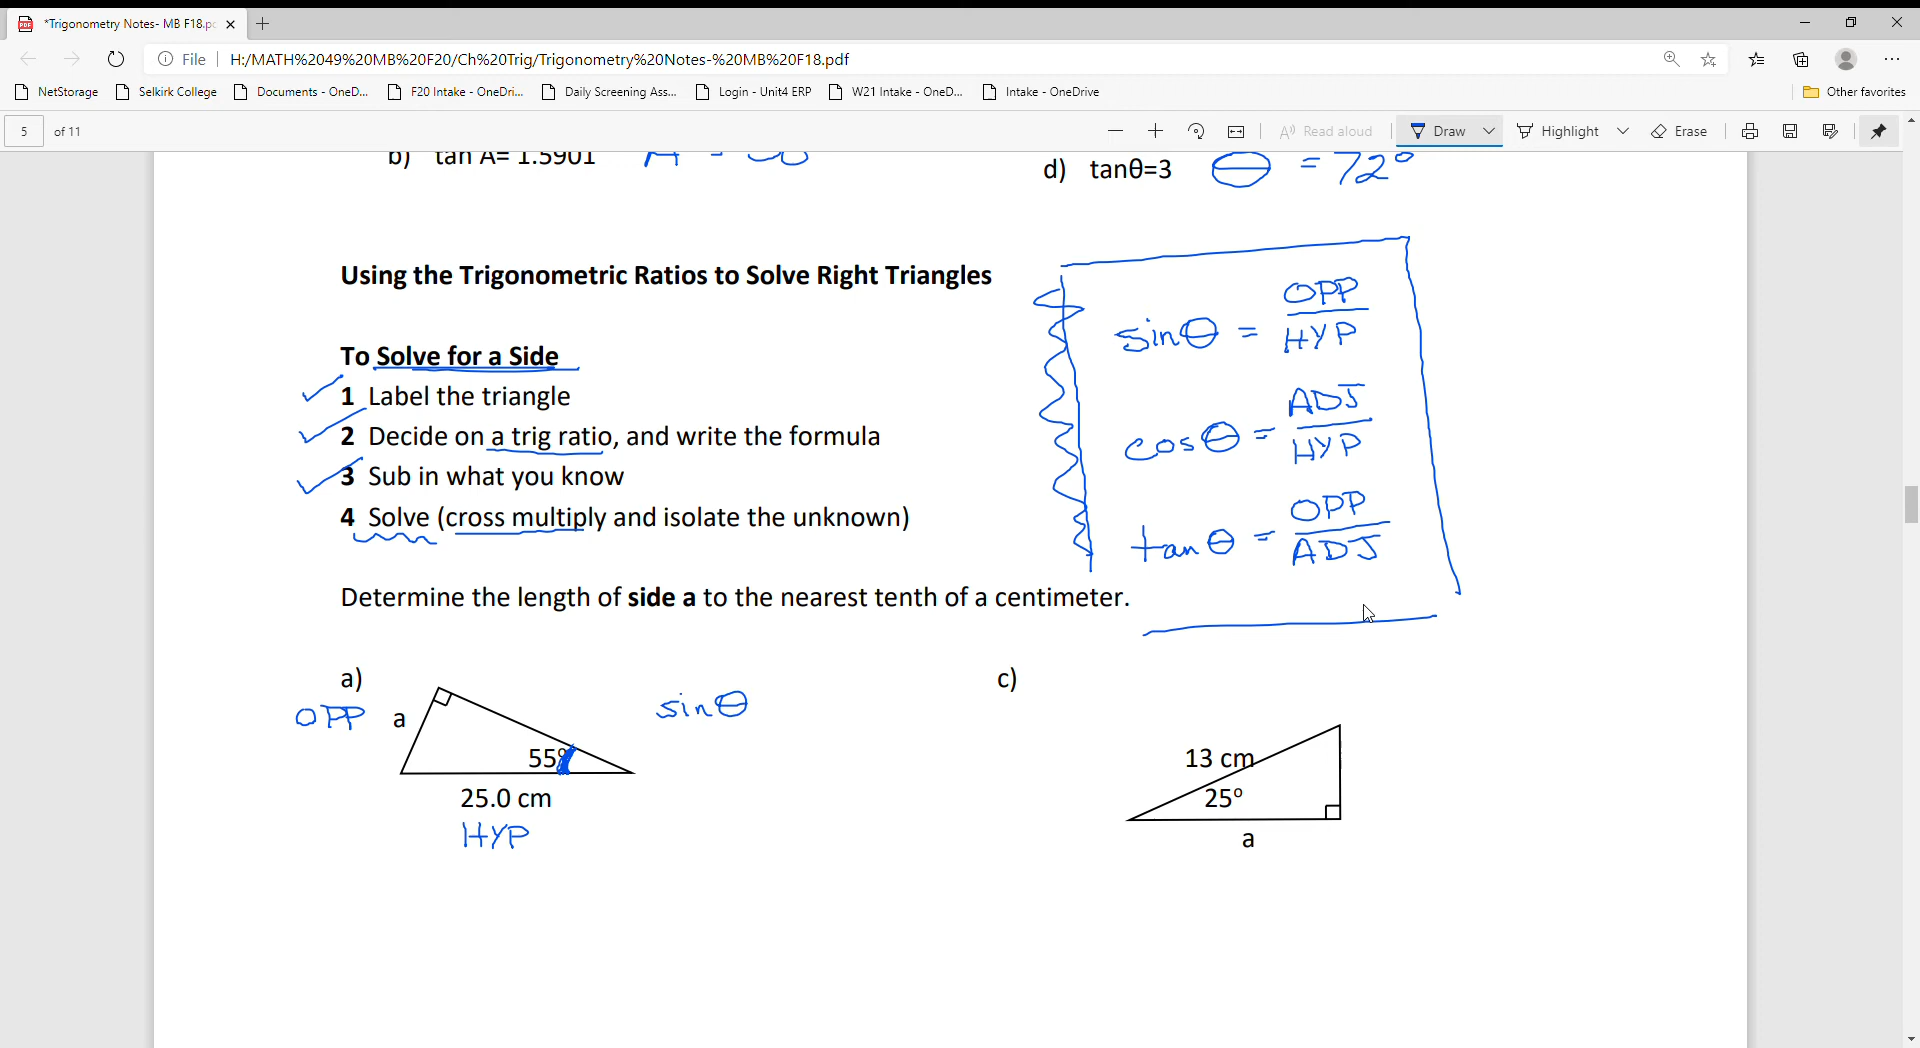 *Trigonometry Notes- MB F18.p
File H:/MATH%2049%20MB%20F20/Ch%20Trig/Trigonometry%20Notes-%20MB%20F18.pdf
NetStorage Selkirk College Documents - OneD... F20 Intake - OneDri... Daily Screening Ass... Login - Unit4 ERP W21 Intake - OneD... Intake - OneDrive Other favorites
5 of 11 Read aloud Draw Highlight Erase
b) tan A= 1.5901
d) tanθ=3 θ = 72°
Using the Trigonometric Ratios to Solve Right Triangles
sinθ = OPP/HYP
To Solve for a Side
1 Label the triangle
cosθ = ADJ/HYP
2 Decide on a trig ratio, and write the formula
3 Sub in what you know
4 Solve (cross multiply and isolate the unknown)
tanθ = OPP/ADJ
Determine the length of side a to the nearest tenth of a centimeter.
a)
c)
OPP a sinθ
55°
25.0 cm
HYP
13 cm
25°
a